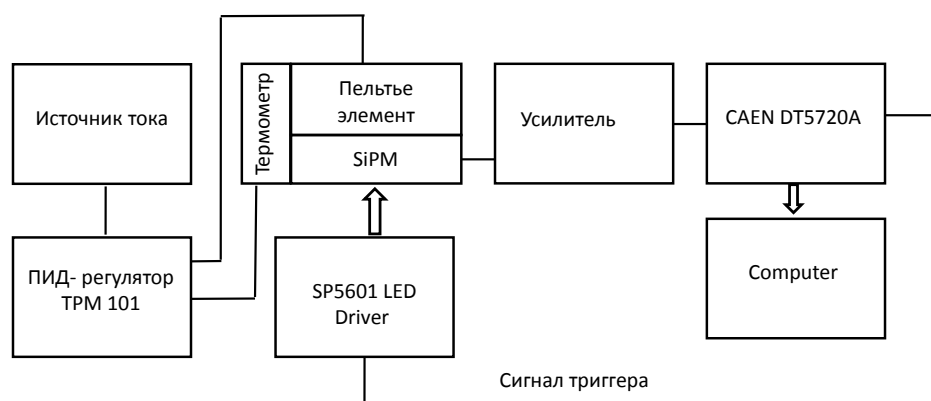 Источник тока
Термометр
Пельтье
элемент
SiPM
Усилитель
CAEN DT5720A
ПИД- регулятор
ТРМ 101
SP5601 LED
Driver
Computer
Сигнал триггера